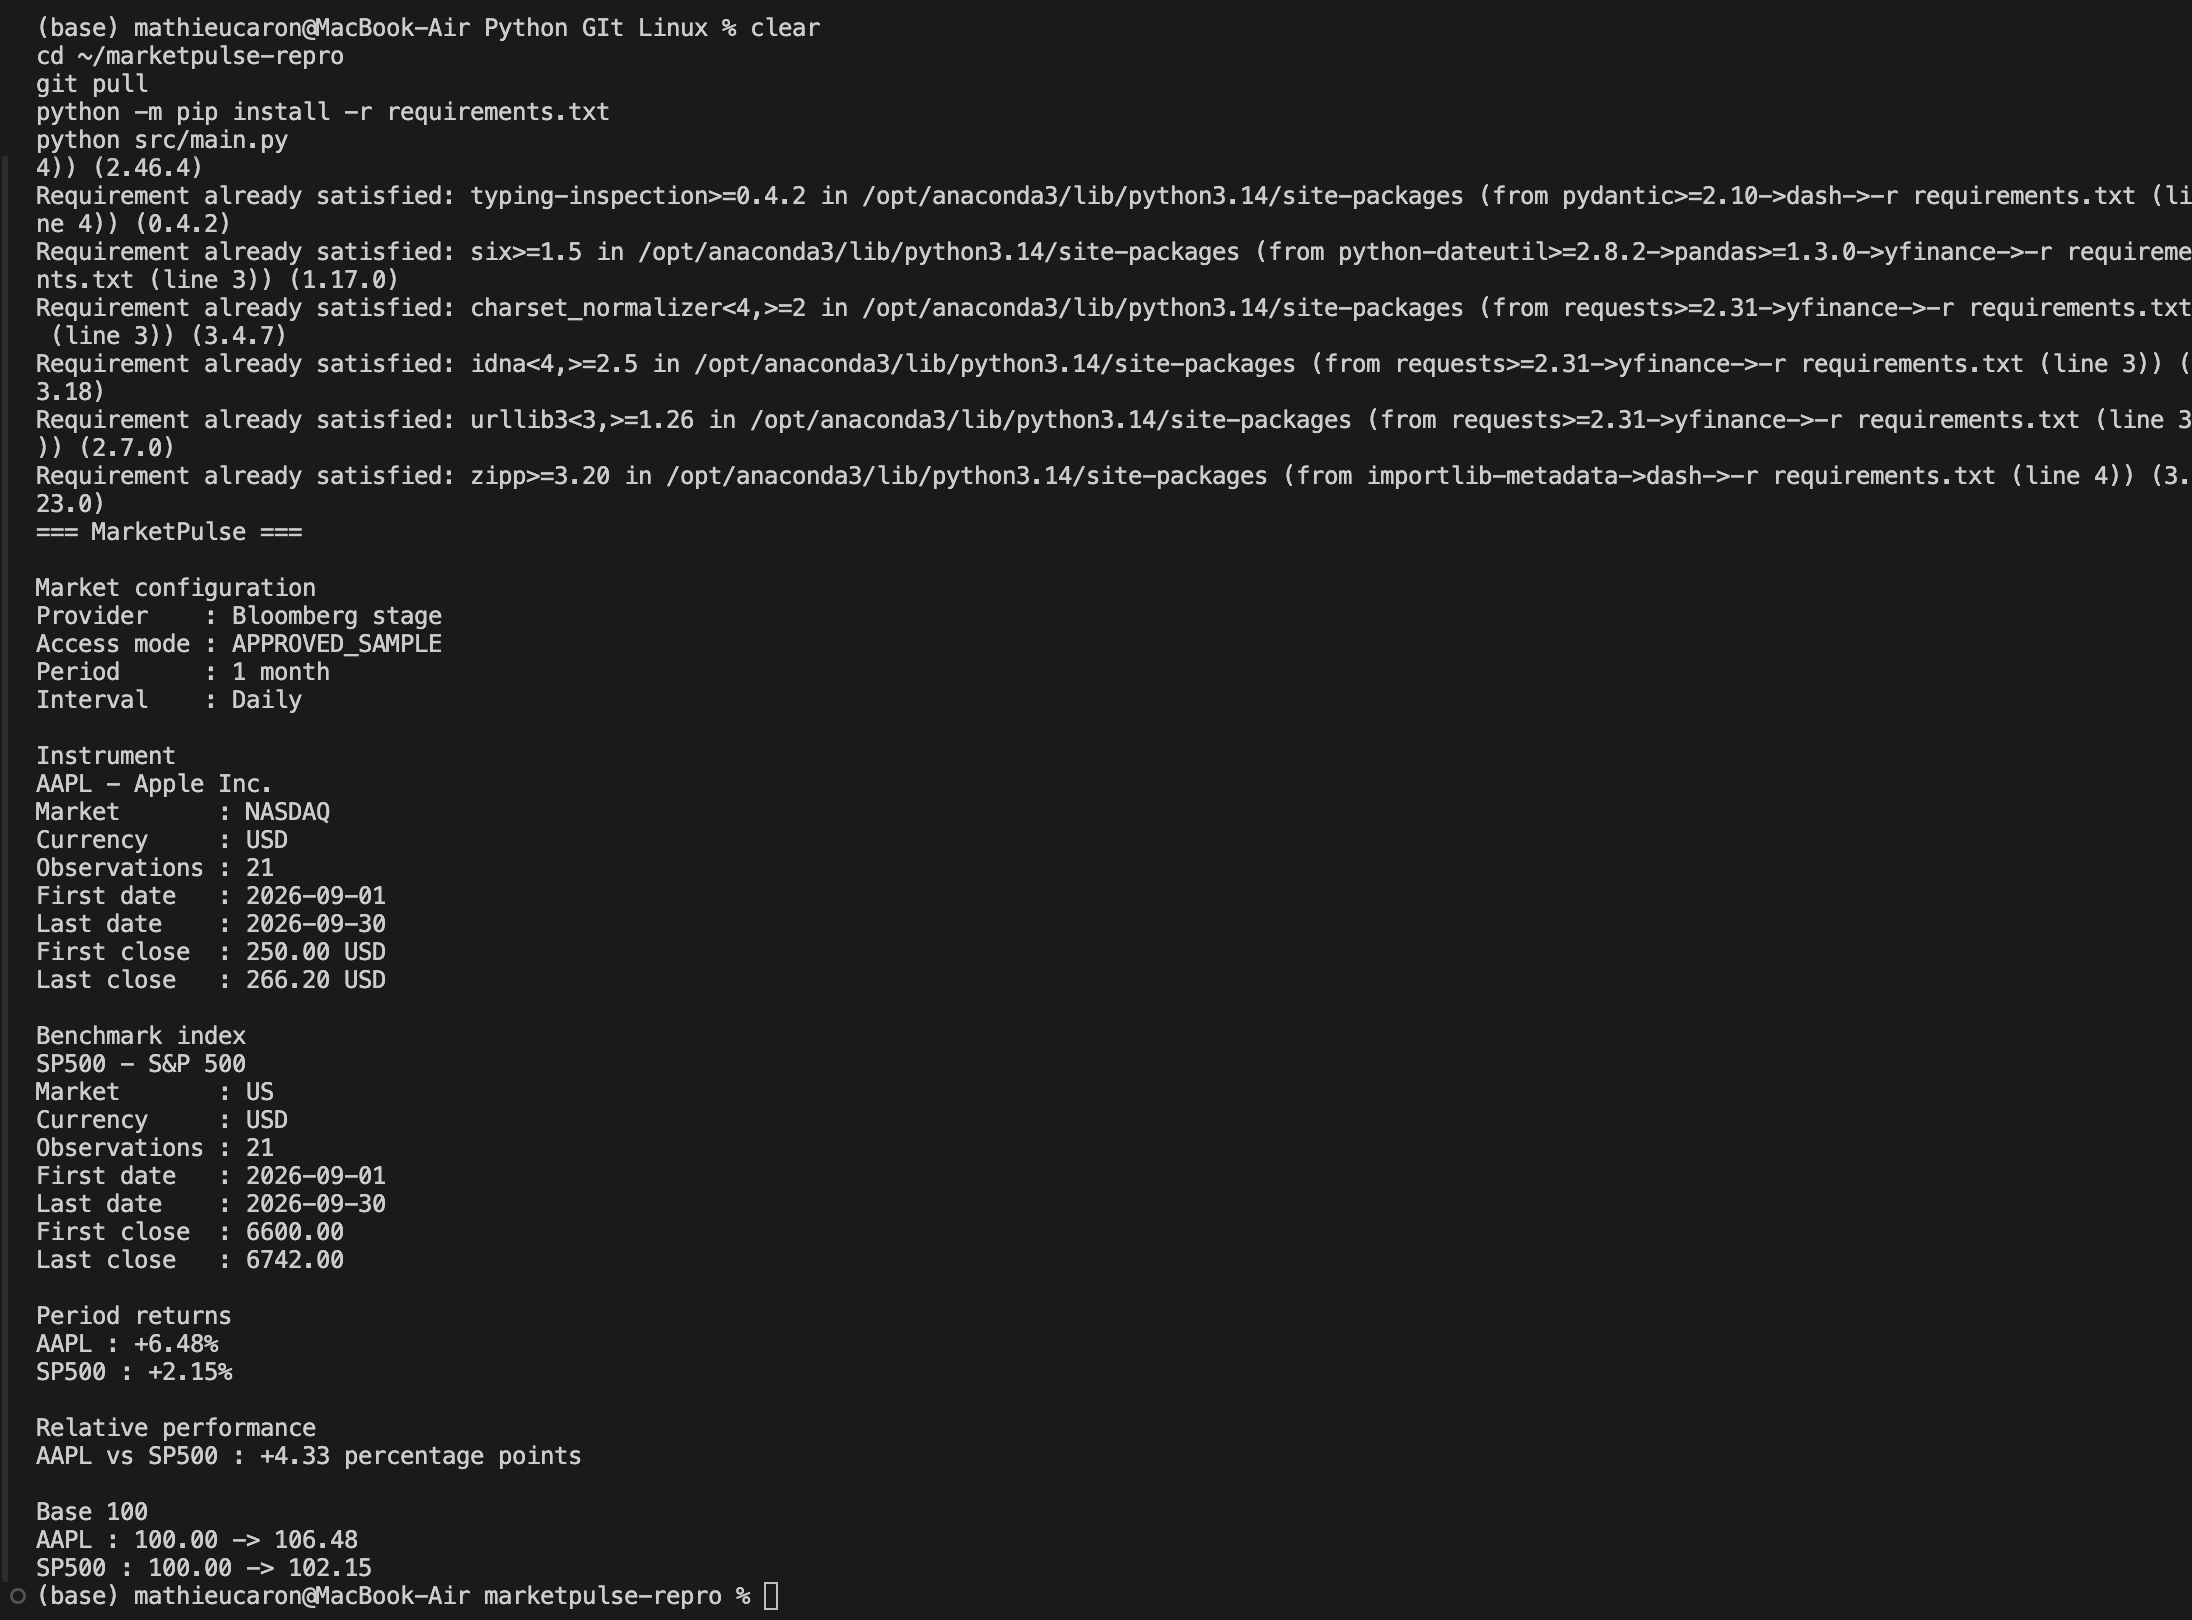 (base) mathieucaron@MacBook-Air Python GIt Linux % clear
cd ~/marketpulse-repro
git pull
python -m pip install -r requirements.txt
python src/main.py
4)) (2.46.4)
Requirement already satisfied: typing-inspection>=0.4.2 in /opt/anaconda3/lib/python3.14/site-packages (from pydantic>=2.10->dash->-r requirements.txt (li
ne 4)) (0.4.2)
Requirement already satisfied: six>=1.5 in /opt/anaconda3/lib/python3.14/site-packages (from python-dateutil>=2.8.2->pandas>=1.3.0->yfinance->-r requireme
nts.txt (line 3)) (1.17.0)
Requirement already satisfied: charset_normalizer<4,>=2 in /opt/anaconda3/lib/python3.14/site-packages (from requests>=2.31->yfinance->-r requirements.txt
 (line 3)) (3.4.7)
Requirement already satisfied: idna<4,>=2.5 in /opt/anaconda3/lib/python3.14/site-packages (from requests>=2.31->yfinance->-r requirements.txt (line 3)) (
3.18)
Requirement already satisfied: urllib3<3,>=1.26 in /opt/anaconda3/lib/python3.14/site-packages (from requests>=2.31->yfinance->-r requirements.txt (line 3
)) (2.7.0)
Requirement already satisfied: zipp>=3.20 in /opt/anaconda3/lib/python3.14/site-packages (from importlib-metadata->dash->-r requirements.txt (line 4)) (3.
23.0)
=== MarketPulse ===

Market configuration
Provider    : Bloomberg stage
Access mode : APPROVED_SAMPLE
Period      : 1 month
Interval    : Daily

Instrument
AAPL - Apple Inc.
Market       : NASDAQ
Currency     : USD
Observations : 21
First date   : 2026-09-01
Last date    : 2026-09-30
First close  : 250.00 USD
Last close   : 266.20 USD

Benchmark index
SP500 - S&P 500
Market       : US
Currency     : USD
Observations : 21
First date   : 2026-09-01
Last date    : 2026-09-30
First close  : 6600.00
Last close   : 6742.00

Period returns
AAPL : +6.48%
SP500 : +2.15%

Relative performance
AAPL vs SP500 : +4.33 percentage points

Base 100
AAPL : 100.00 -> 106.48
SP500 : 100.00 -> 102.15
(base) mathieucaron@MacBook-Air marketpulse-repro %